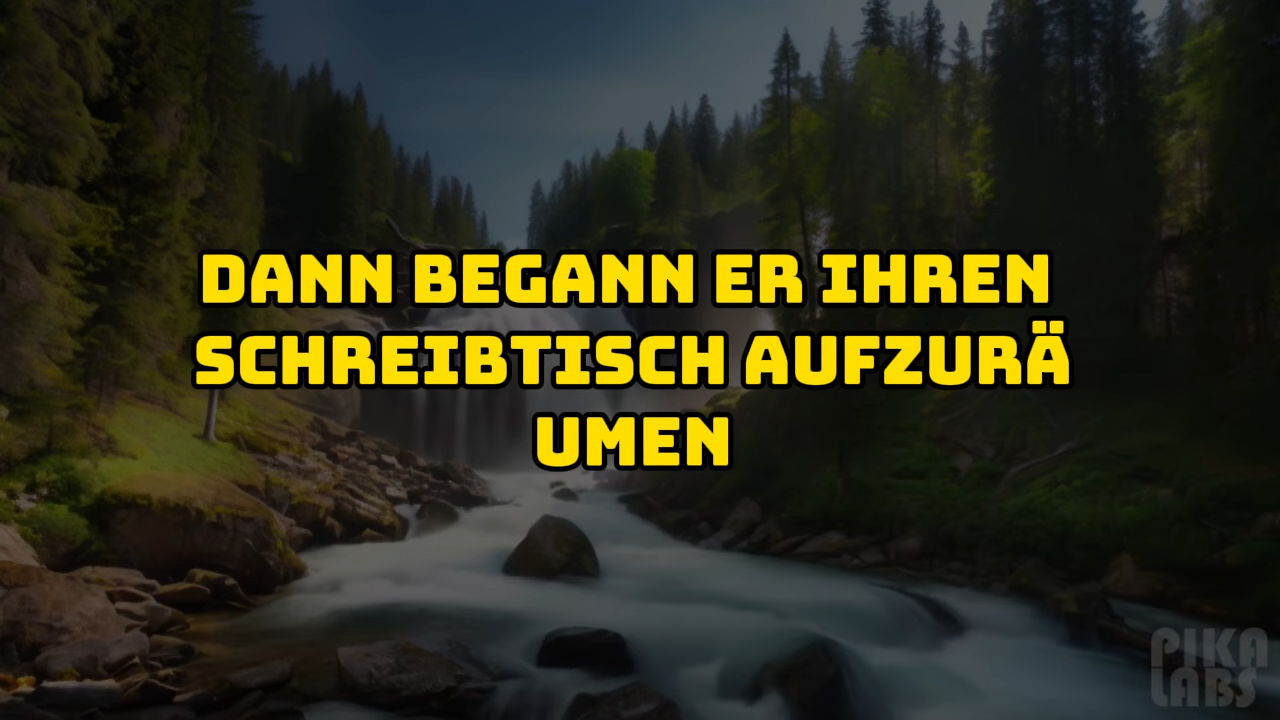 DANN BEGANN ER IHREN
SCHREIBTISCH AUFZURÄ
UMEN
PIKA
LABS